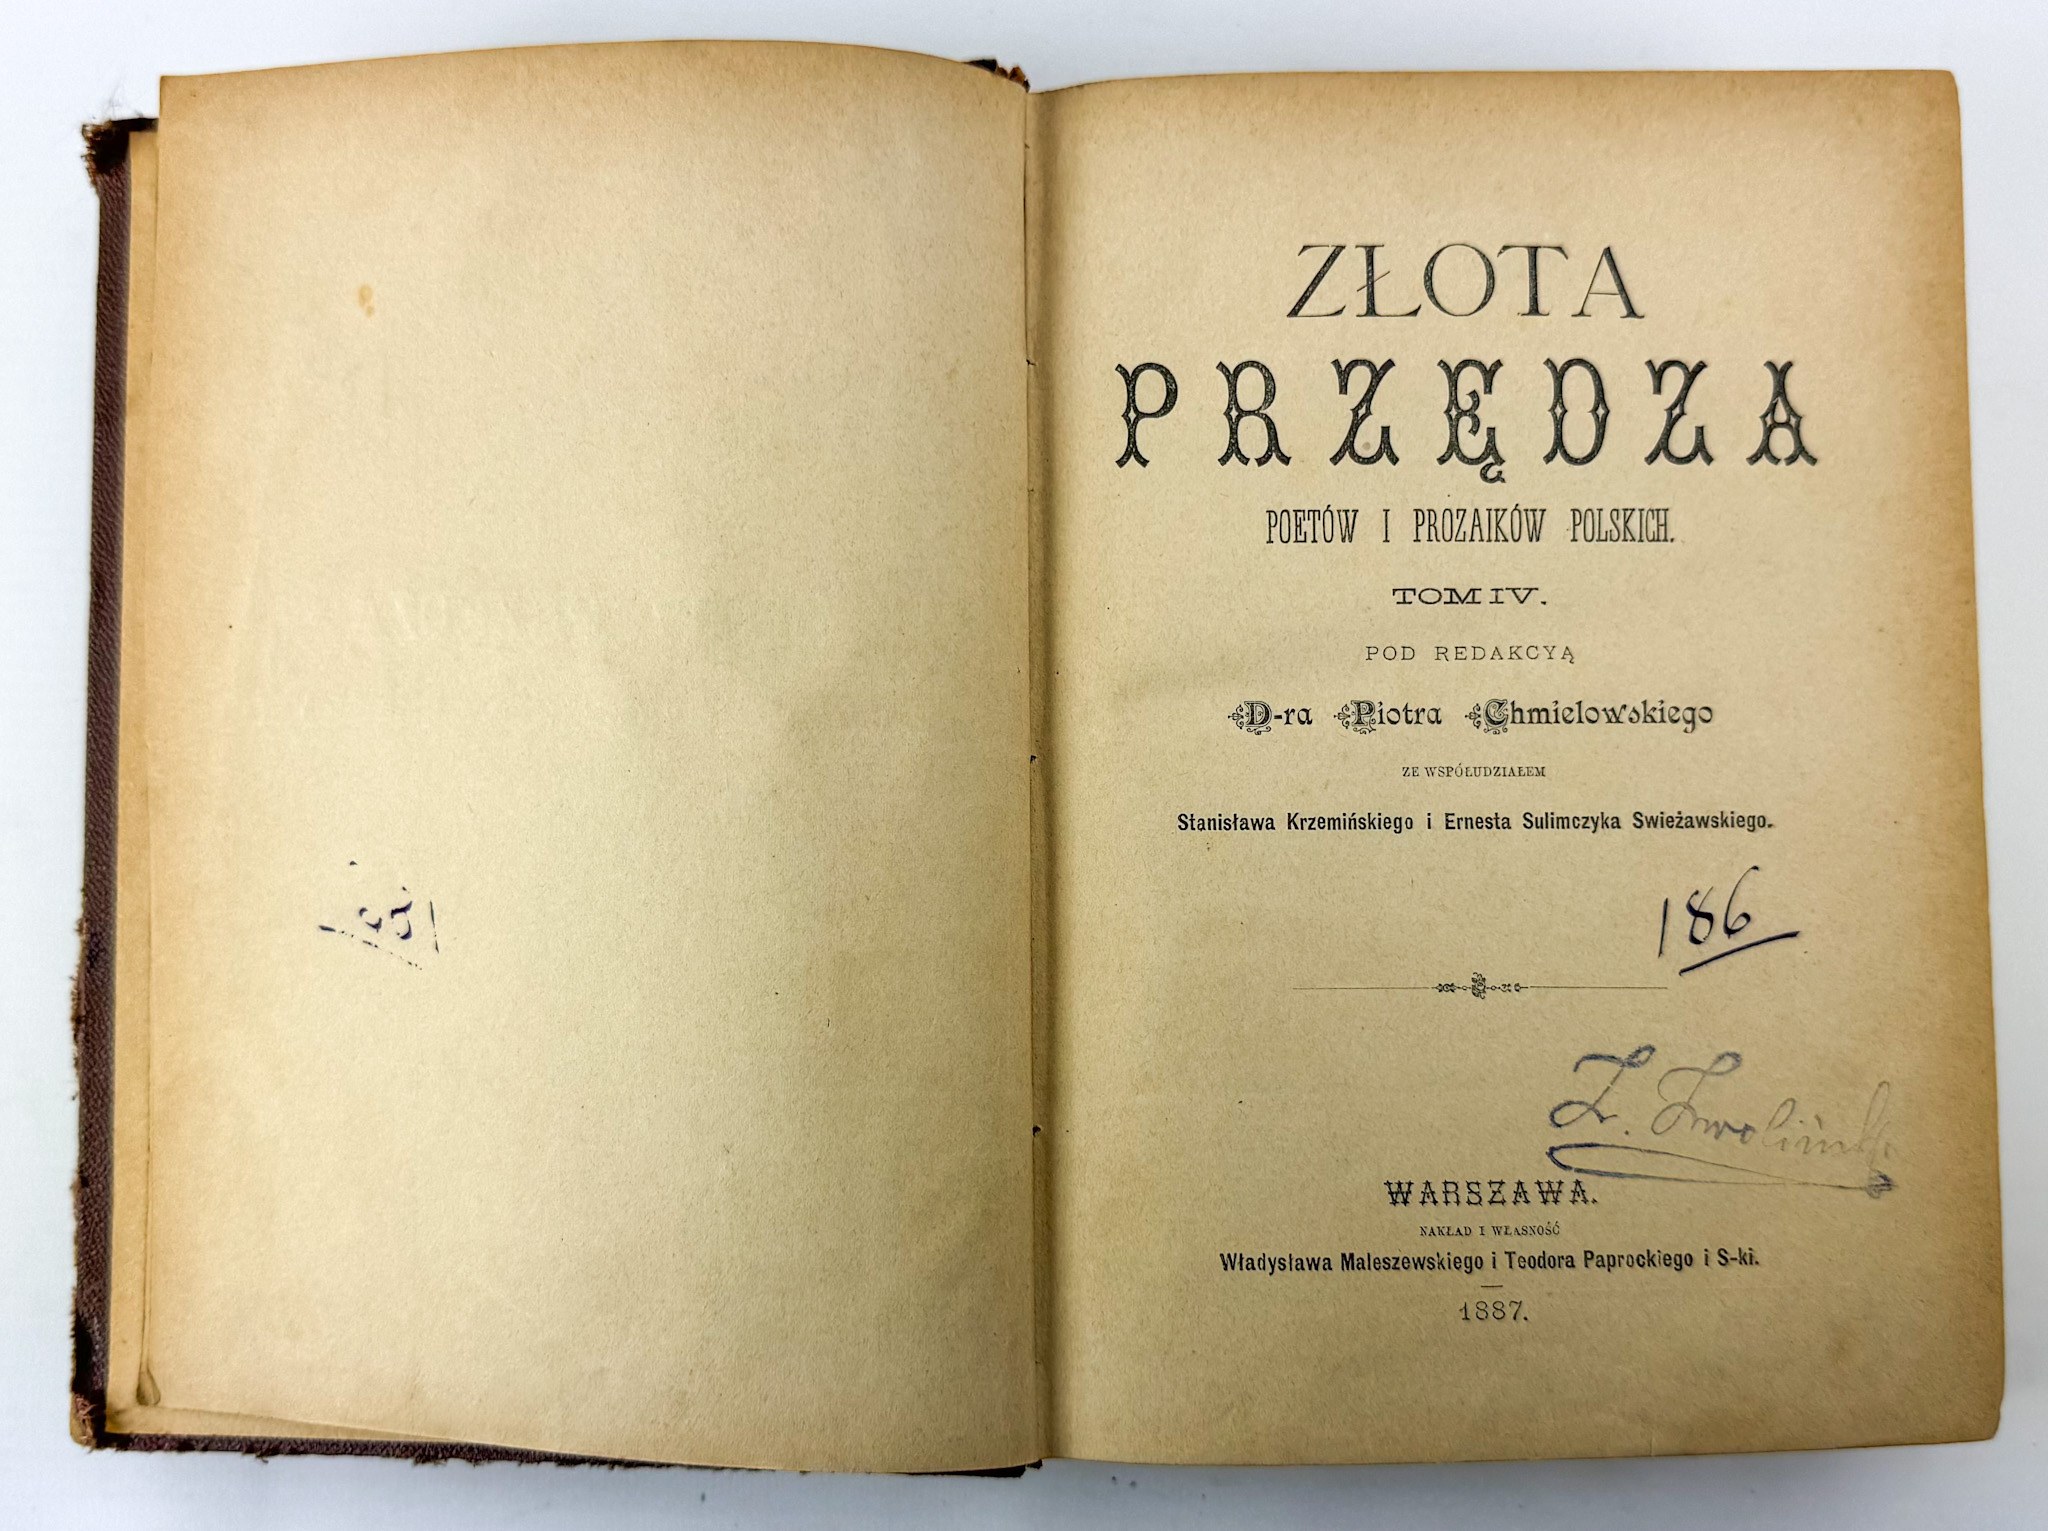 ZŁOTA
PRZĘDZA
POETÓW I PROZAIKÓW POLSKICH.
TOM IV.
POD REDAKCYĄ
D-ra Piotra Chmielowskiego
ZE WSPÓŁUDZIAŁEM
Stanisława Krzemińskiego i Ernesta Sulimczyka Swieżawskiego.
186
WARSZAWA.
NAKŁAD I WŁASNOŚĆ
Władysława Maleszewskiego i Teodora Paprockiego i S-ki.
1887.